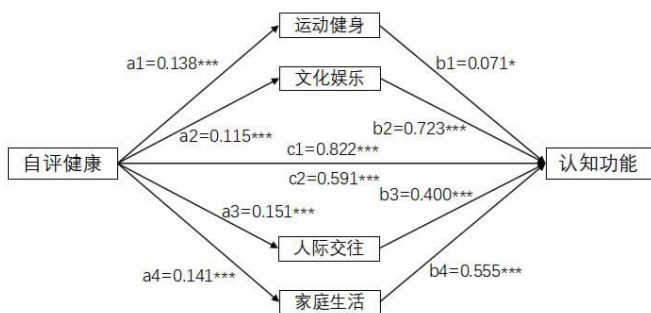 运动健身
a1=0.138***
b1=0.071*
文化娱乐
a2=0.115***
b2=0.723***
c1=0.822***
自评健康
认知功能
c2=0.591***
a3=0.151***
b3=0.400***
人际交往
a4=0.141***
b4=0.555***
家庭生活